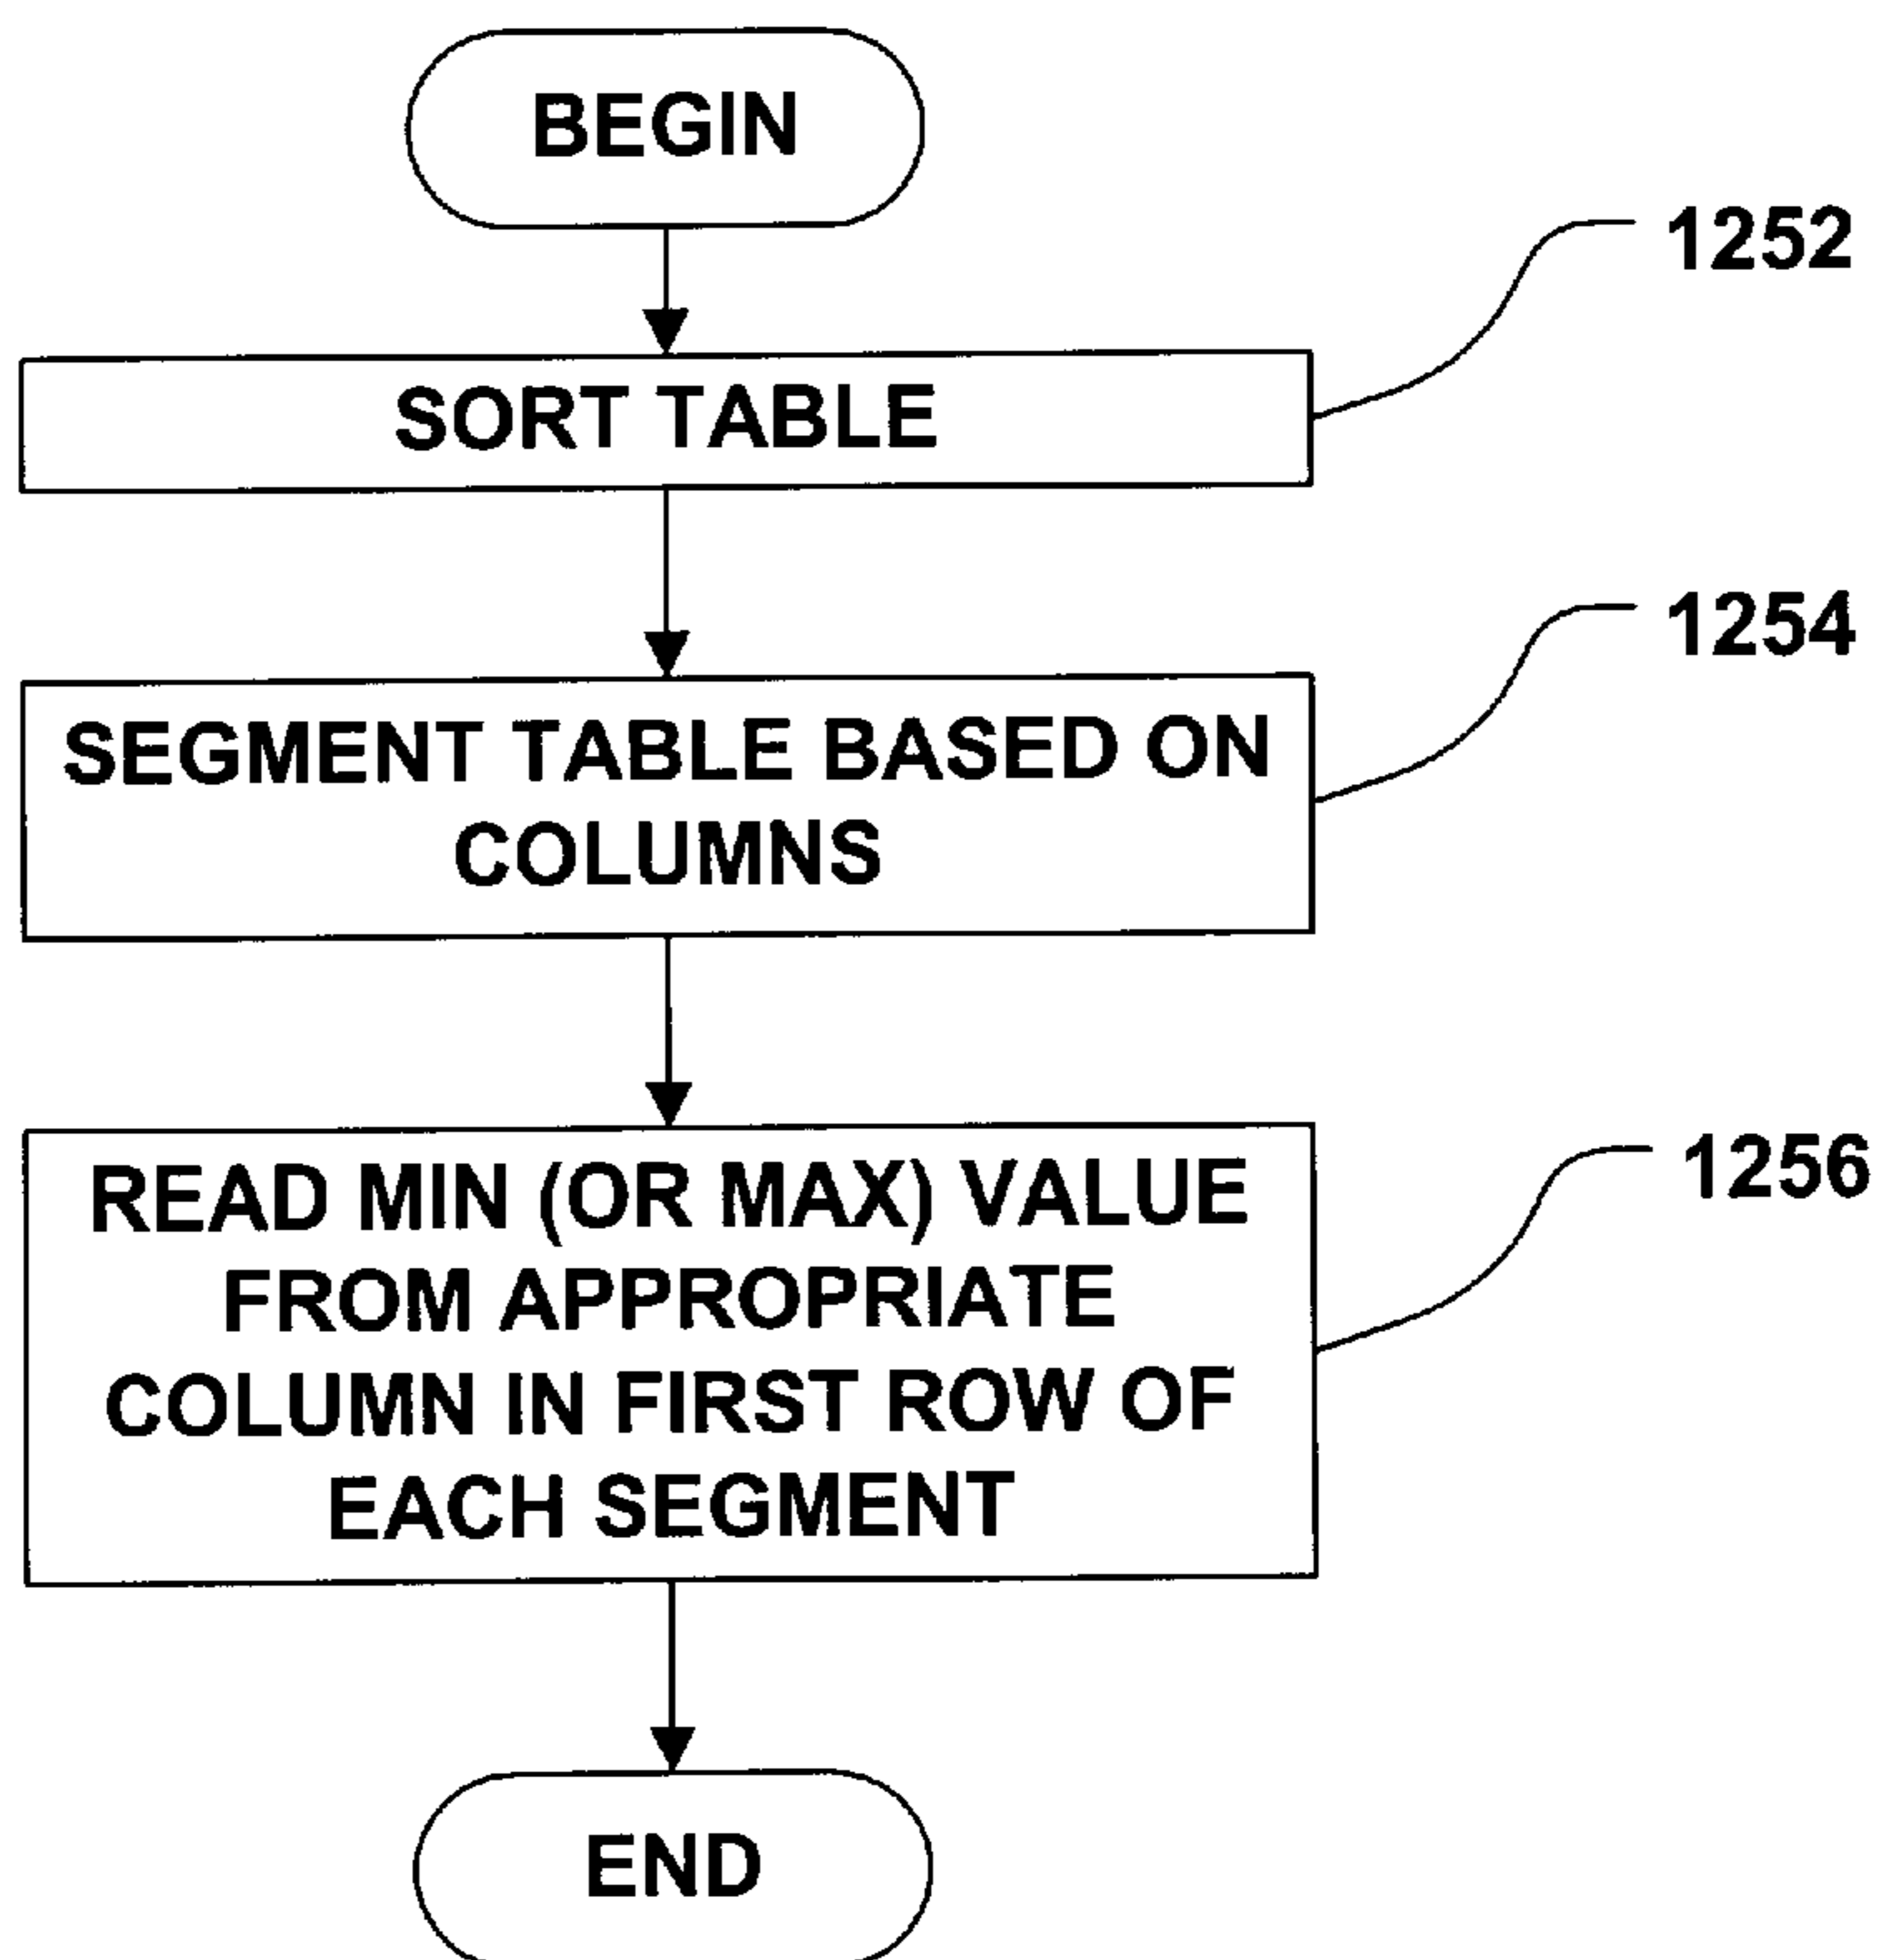 BEGIN
1252
SORT TABLE
1254
SEGMENT TABLE BASED ON
COLUMNS
1256
READ MIN (OR MAX) VALUE
FROM APPROPRIATE
COLUMN IN FIRST ROW OF
EACH SEGMENT
END